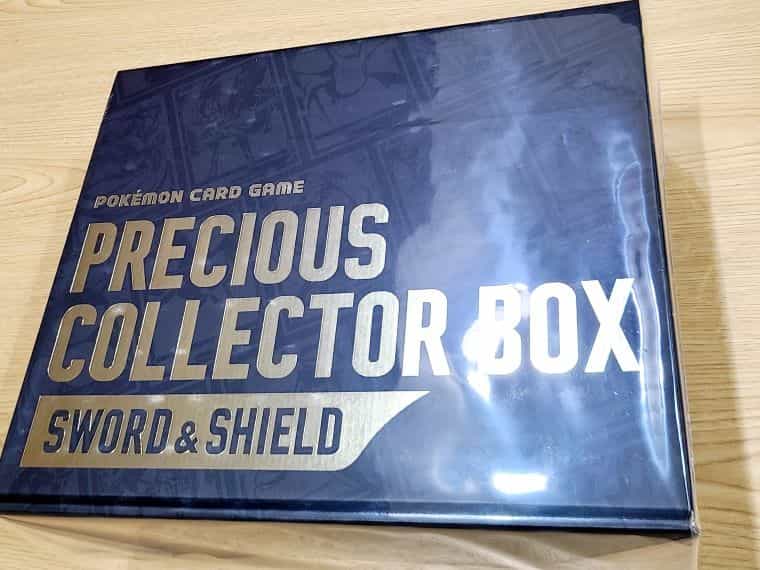 POKÉMON CARD GAME
PRECIOUS
COLLECTOR BOX
SWORD & SHIELD